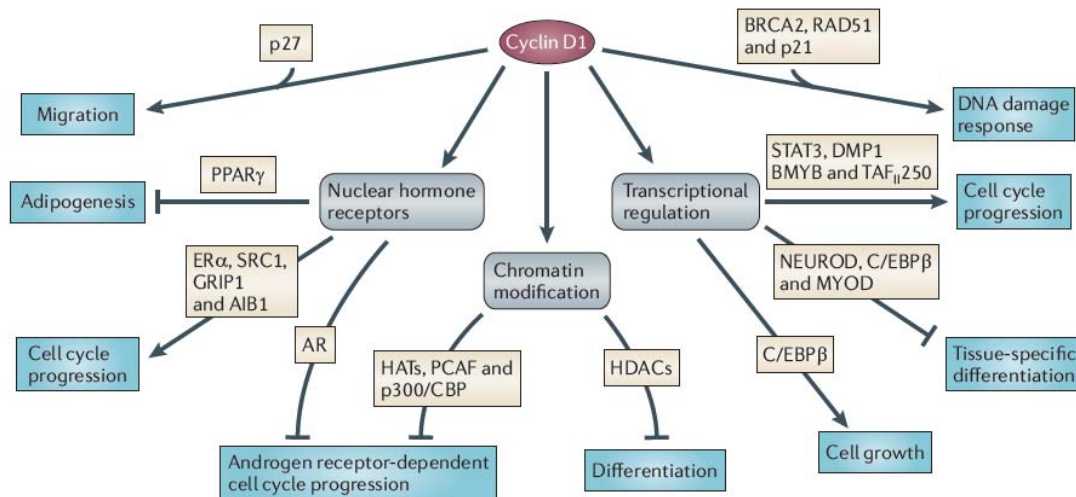 Cyclin D1
p27
BRCA2, RAD51
and p21
Migration
DNA damage
response
PPARγ
Nuclear hormone
receptors
Transcriptional
regulation
STAT3, DMP1
BMYB and TAFII250
Adipogenesis
Cell cycle
progression
ERα, SRC1,
GRIP1
and AIB1
Chromatin
modification
NEUROD, C/EBPβ
and MYOD
Cell cycle
progression
AR
HATs, PCAF and
p300/CBP
HDACs
C/EBPβ
Tissue-specific
differentiation
Androgen receptor-dependent
cell cycle progression
Differentiation
Cell growth